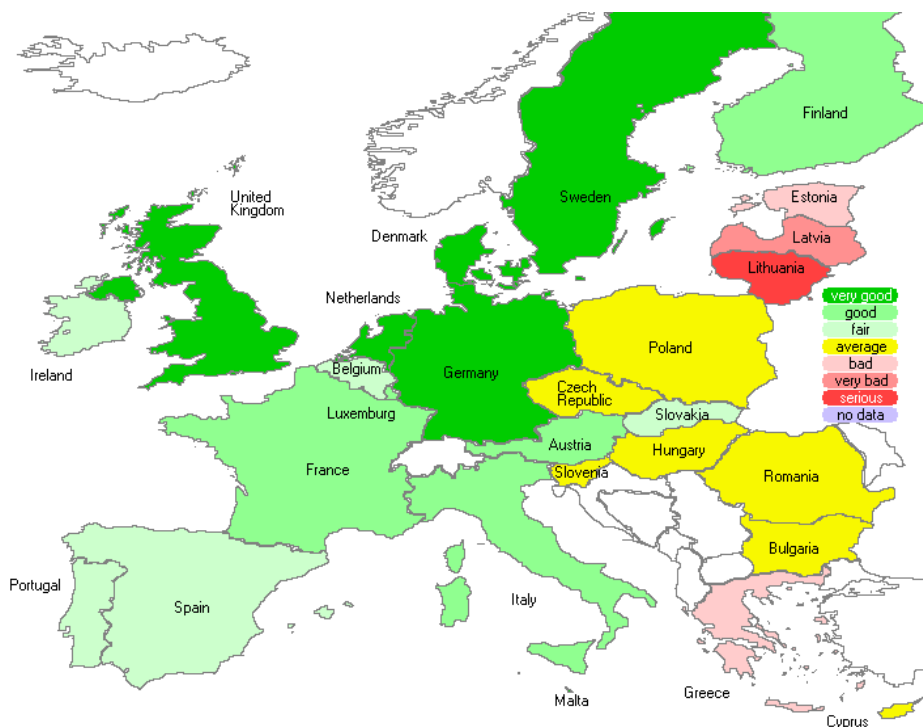 Finland
Estonia
United
Kingdom
Sweden
Denmark
Latvia
Lithuania
Netherlands
very good
good
fair
average
bad
very bad
serious
no data
Ireland
Belgium
Germany
Poland
Czech
Republic
Luxemburg
Slovakia
Austria
Hungary
France
Slovenia
Romania
Bulgaria
Portugal
Spain
Italy
Malta
Greece
Cyprus